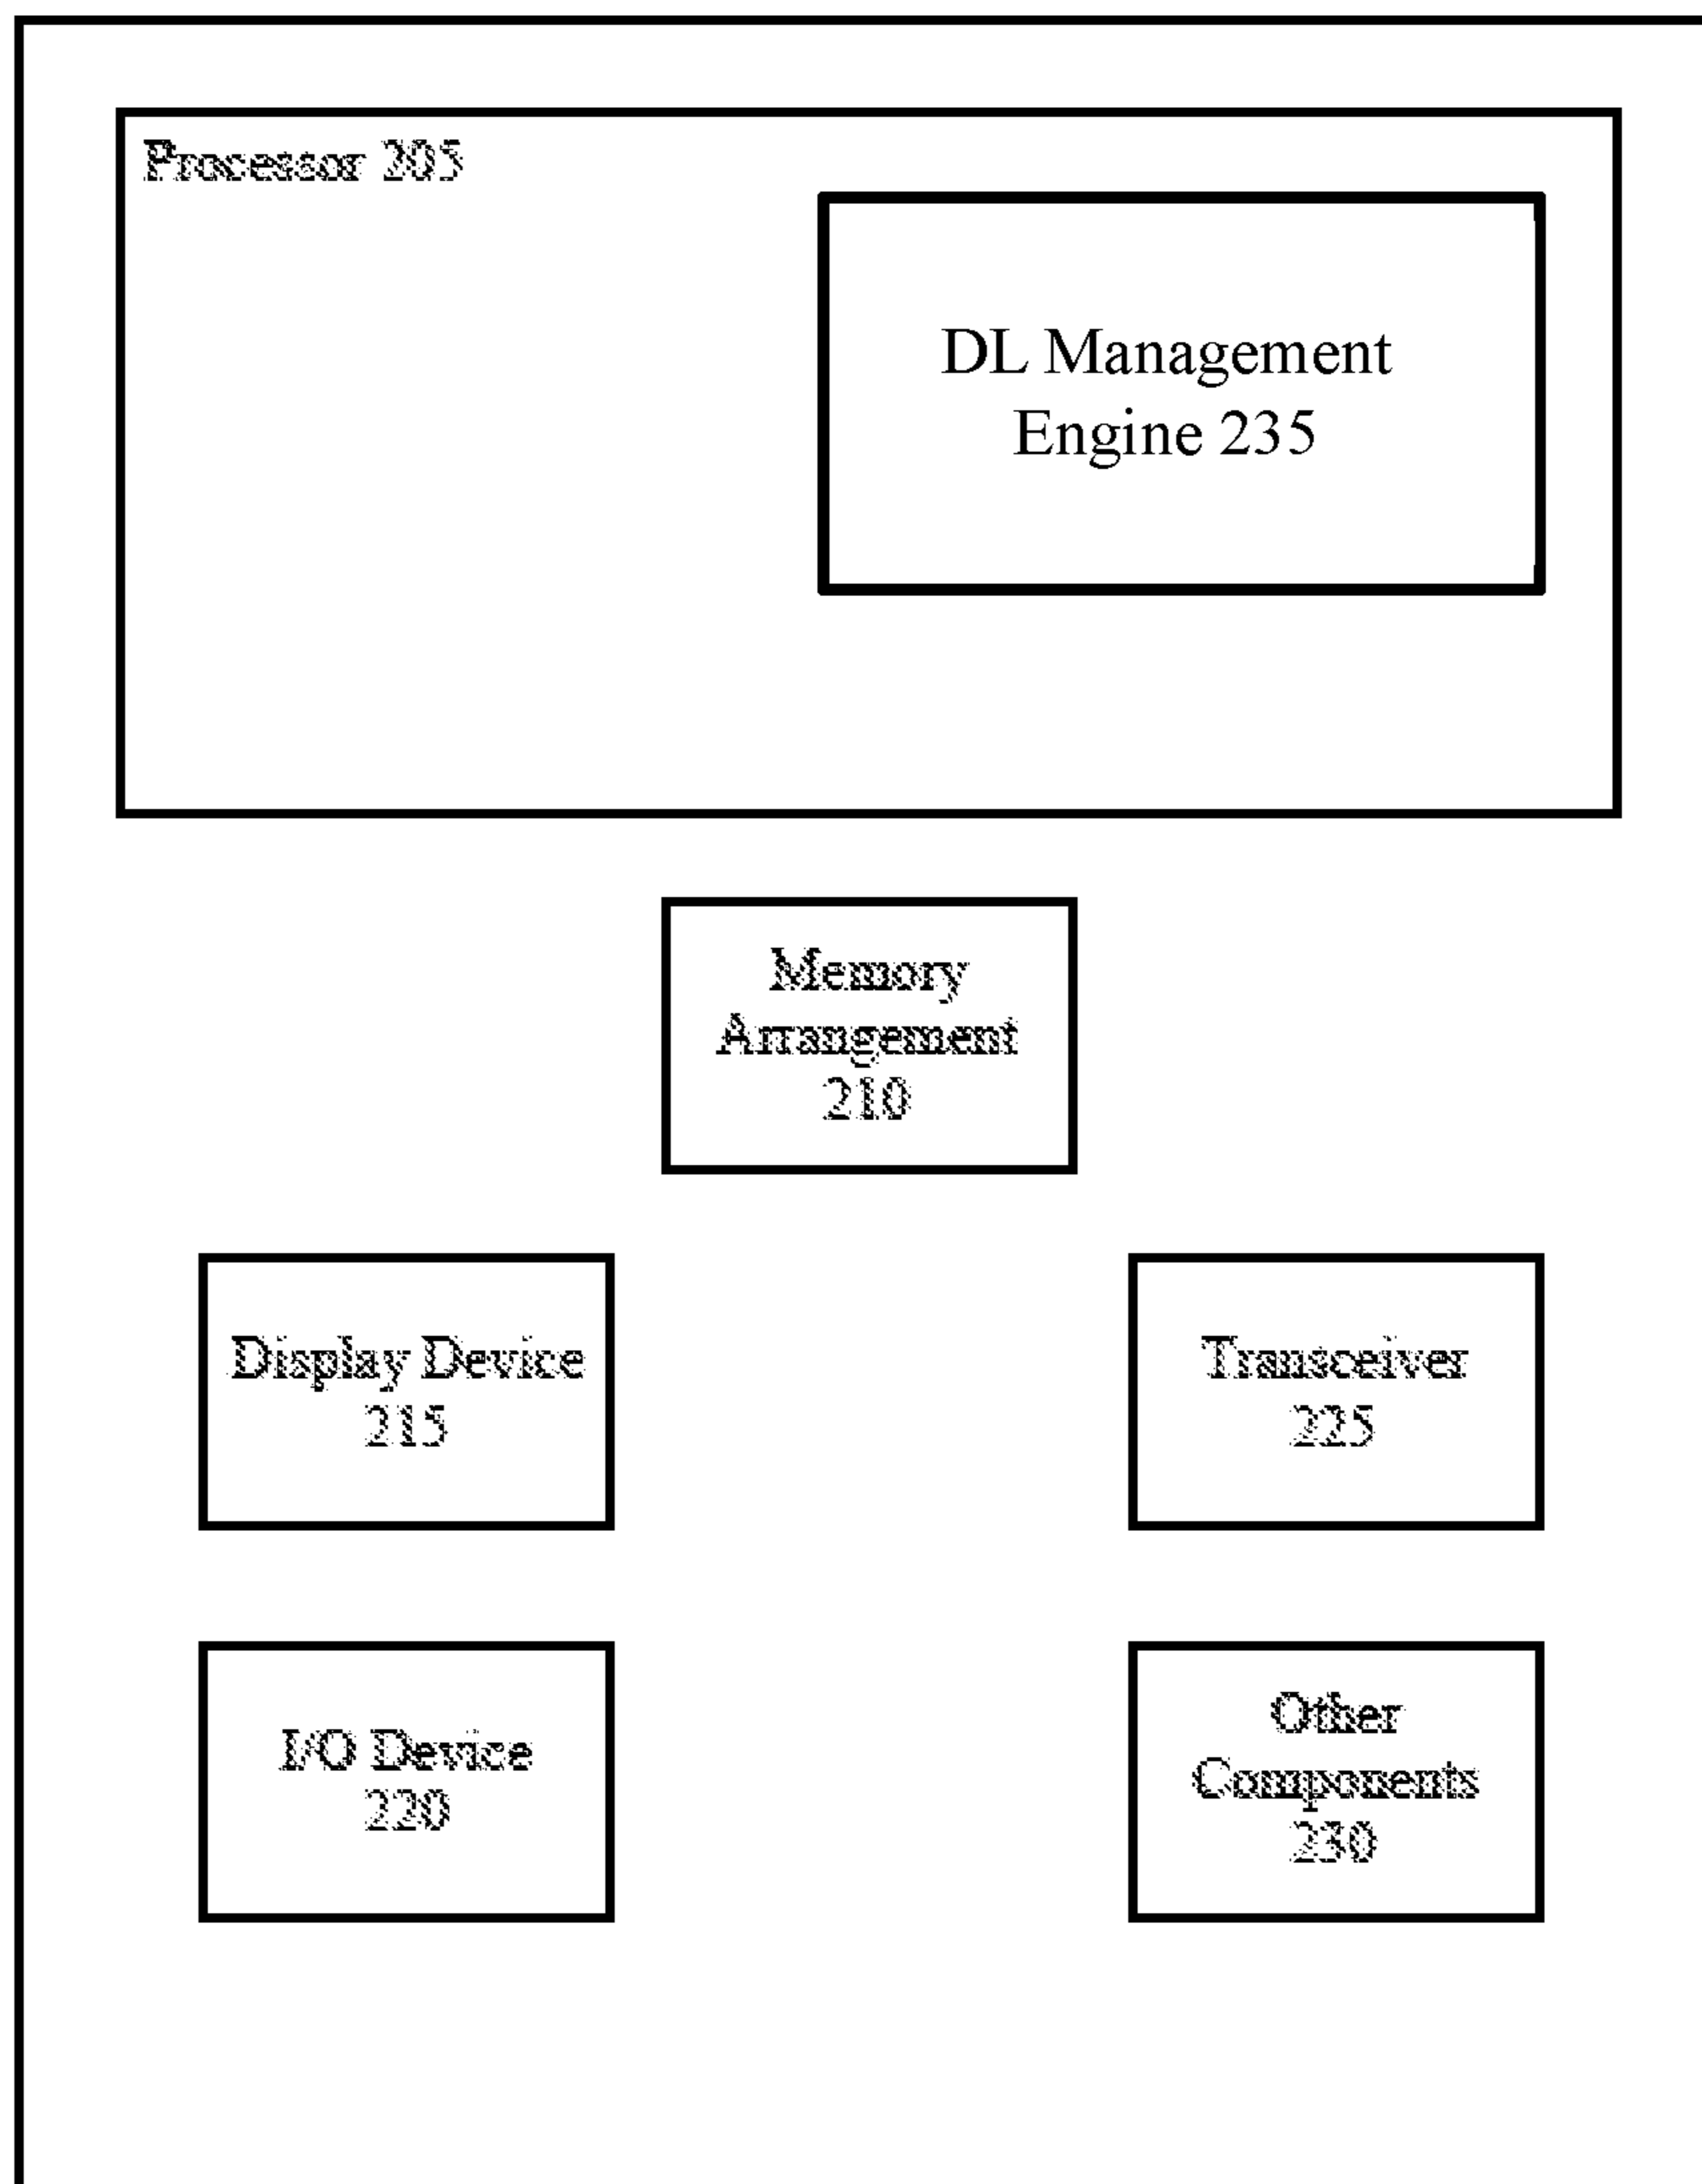 Processor 205
DL Management
Engine 235
Memory
Arrangement
210
Display Device
215
Transceiver
225
I/O Device
220
Other
Components
230